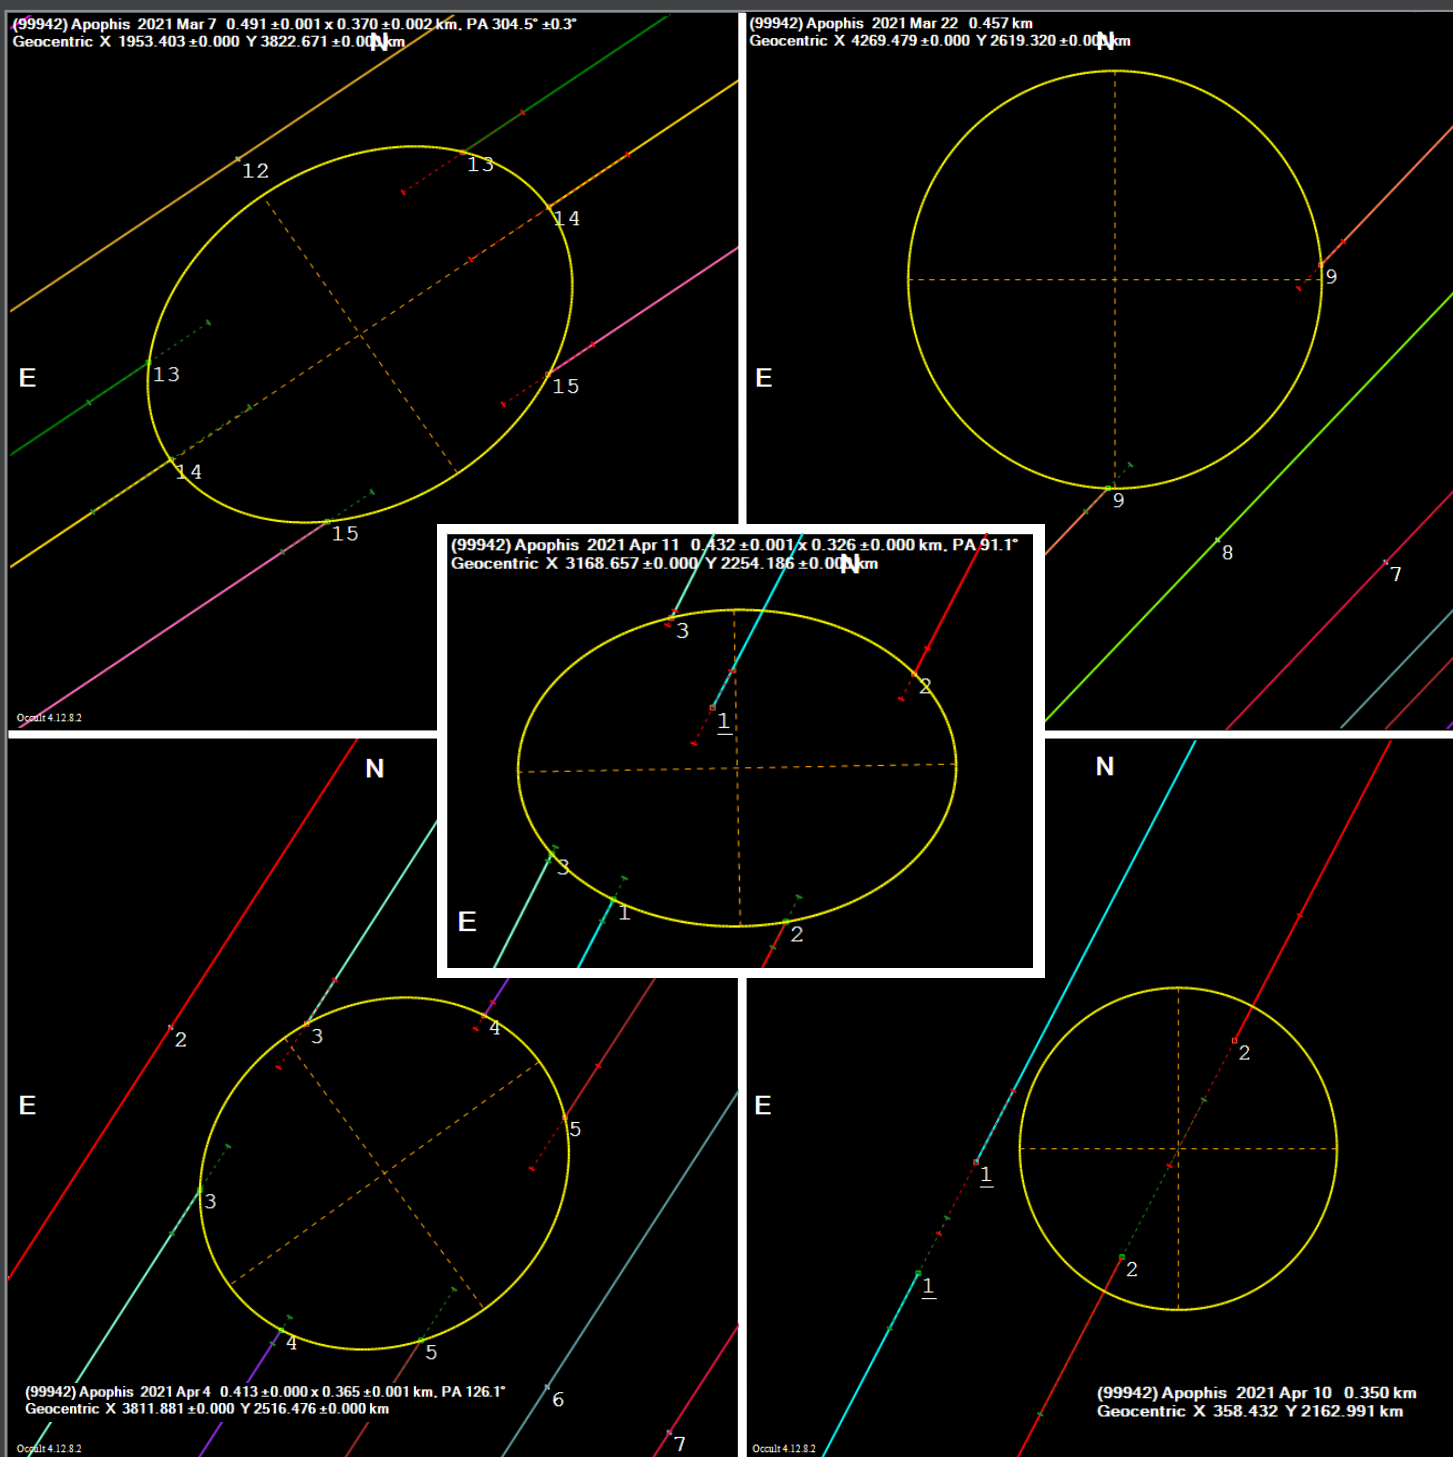 (99942) Apophis 2021 Mar 7 0.491 ±0.001 x 0.370 ±0.002 km, PA 304.5° ±0.3°
Geocentric X 1953.403 ±0.000 Y 3822.671 ±0.000 km
N
12
13
14
E
13
15
14
15
Occult 4.12.8.2
(99942) Apophis 2021 Mar 22 0.457 km
Geocentric X 4269.479 ±0.000 Y 2619.320 ±0.000 km
N
9
E
9
8
7
(99942) Apophis 2021 Apr 11 0.432 ±0.001 x 0.326 ±0.000 km, PA 91.1°
Geocentric X 3168.657 ±0.000 Y 2254.186 ±0.000 km
N
3
2
1
3
1
E
2
N
2
3
4
E
5
3
4
5
(99942) Apophis 2021 Apr 4 0.413 ±0.000 x 0.365 ±0.001 km, PA 126.1°
Geocentric X 3811.881 ±0.000 Y 2516.476 ±0.000 km
6
7
Occult 4.12.8.2
N
2
E
1
2
1
(99942) Apophis 2021 Apr 10 0.350 km
Geocentric X 358.432 Y 2162.991 km
Occult 4.12.8.2